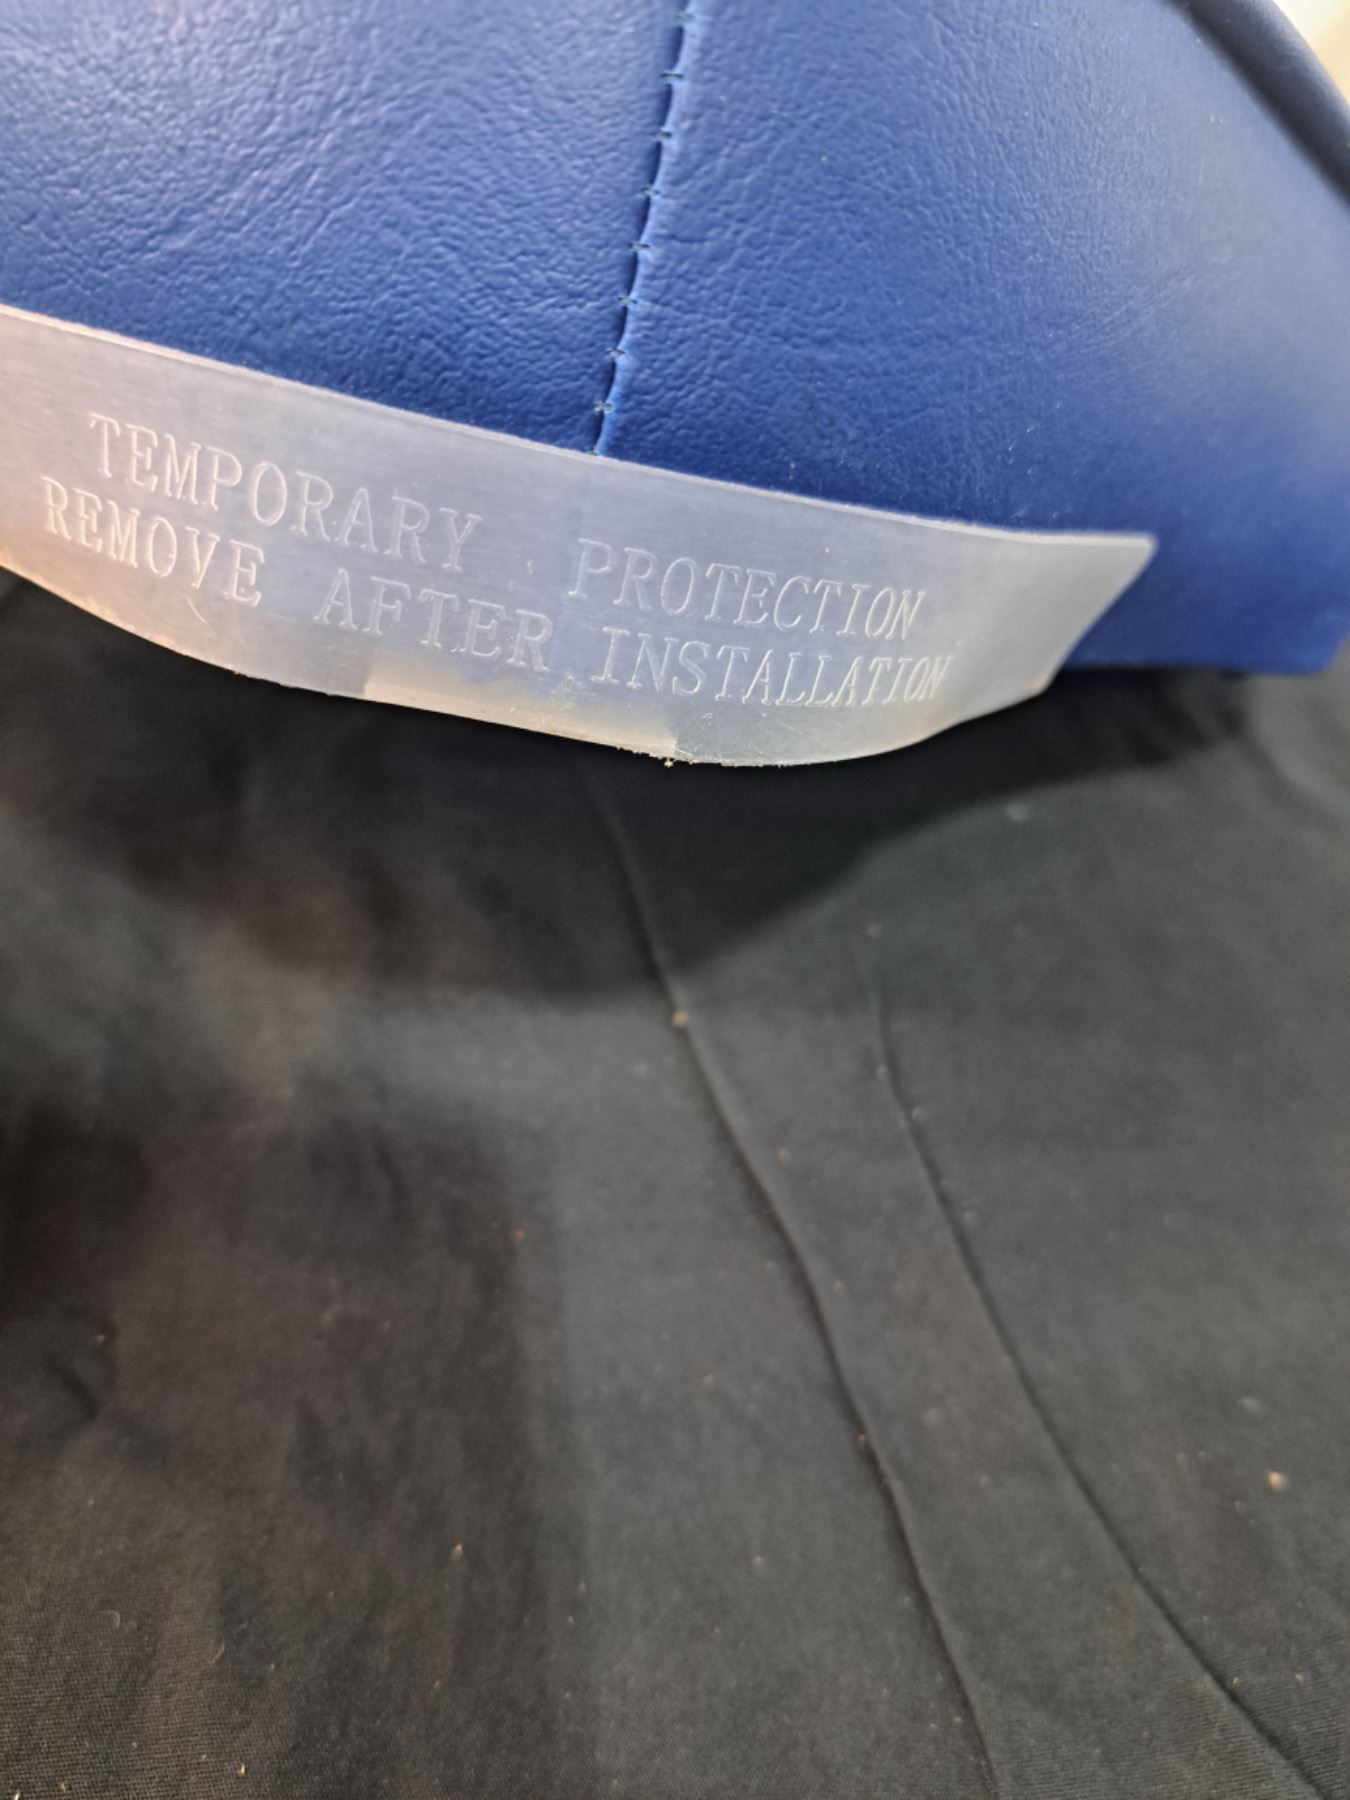 TEMPORARY PROTECTION
REMOVE AFTER INSTALLATION